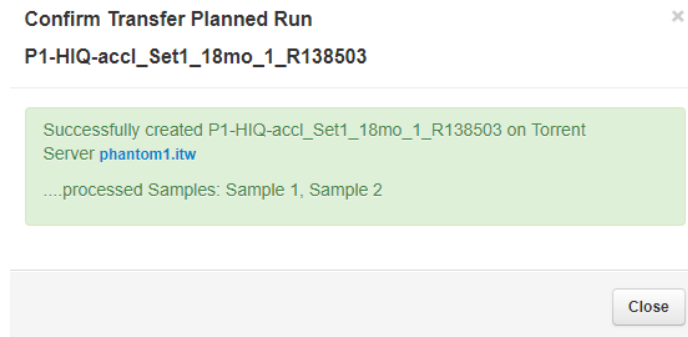 Confirm Transfer Planned Run
×
P1-HIQ-accl_Set1_18mo_1_R138503
Successfully created P1-HIQ-accl_Set1_18mo_1_R138503 on Torrent
Server phantom1.itw
....processed Samples: Sample 1, Sample 2
Close